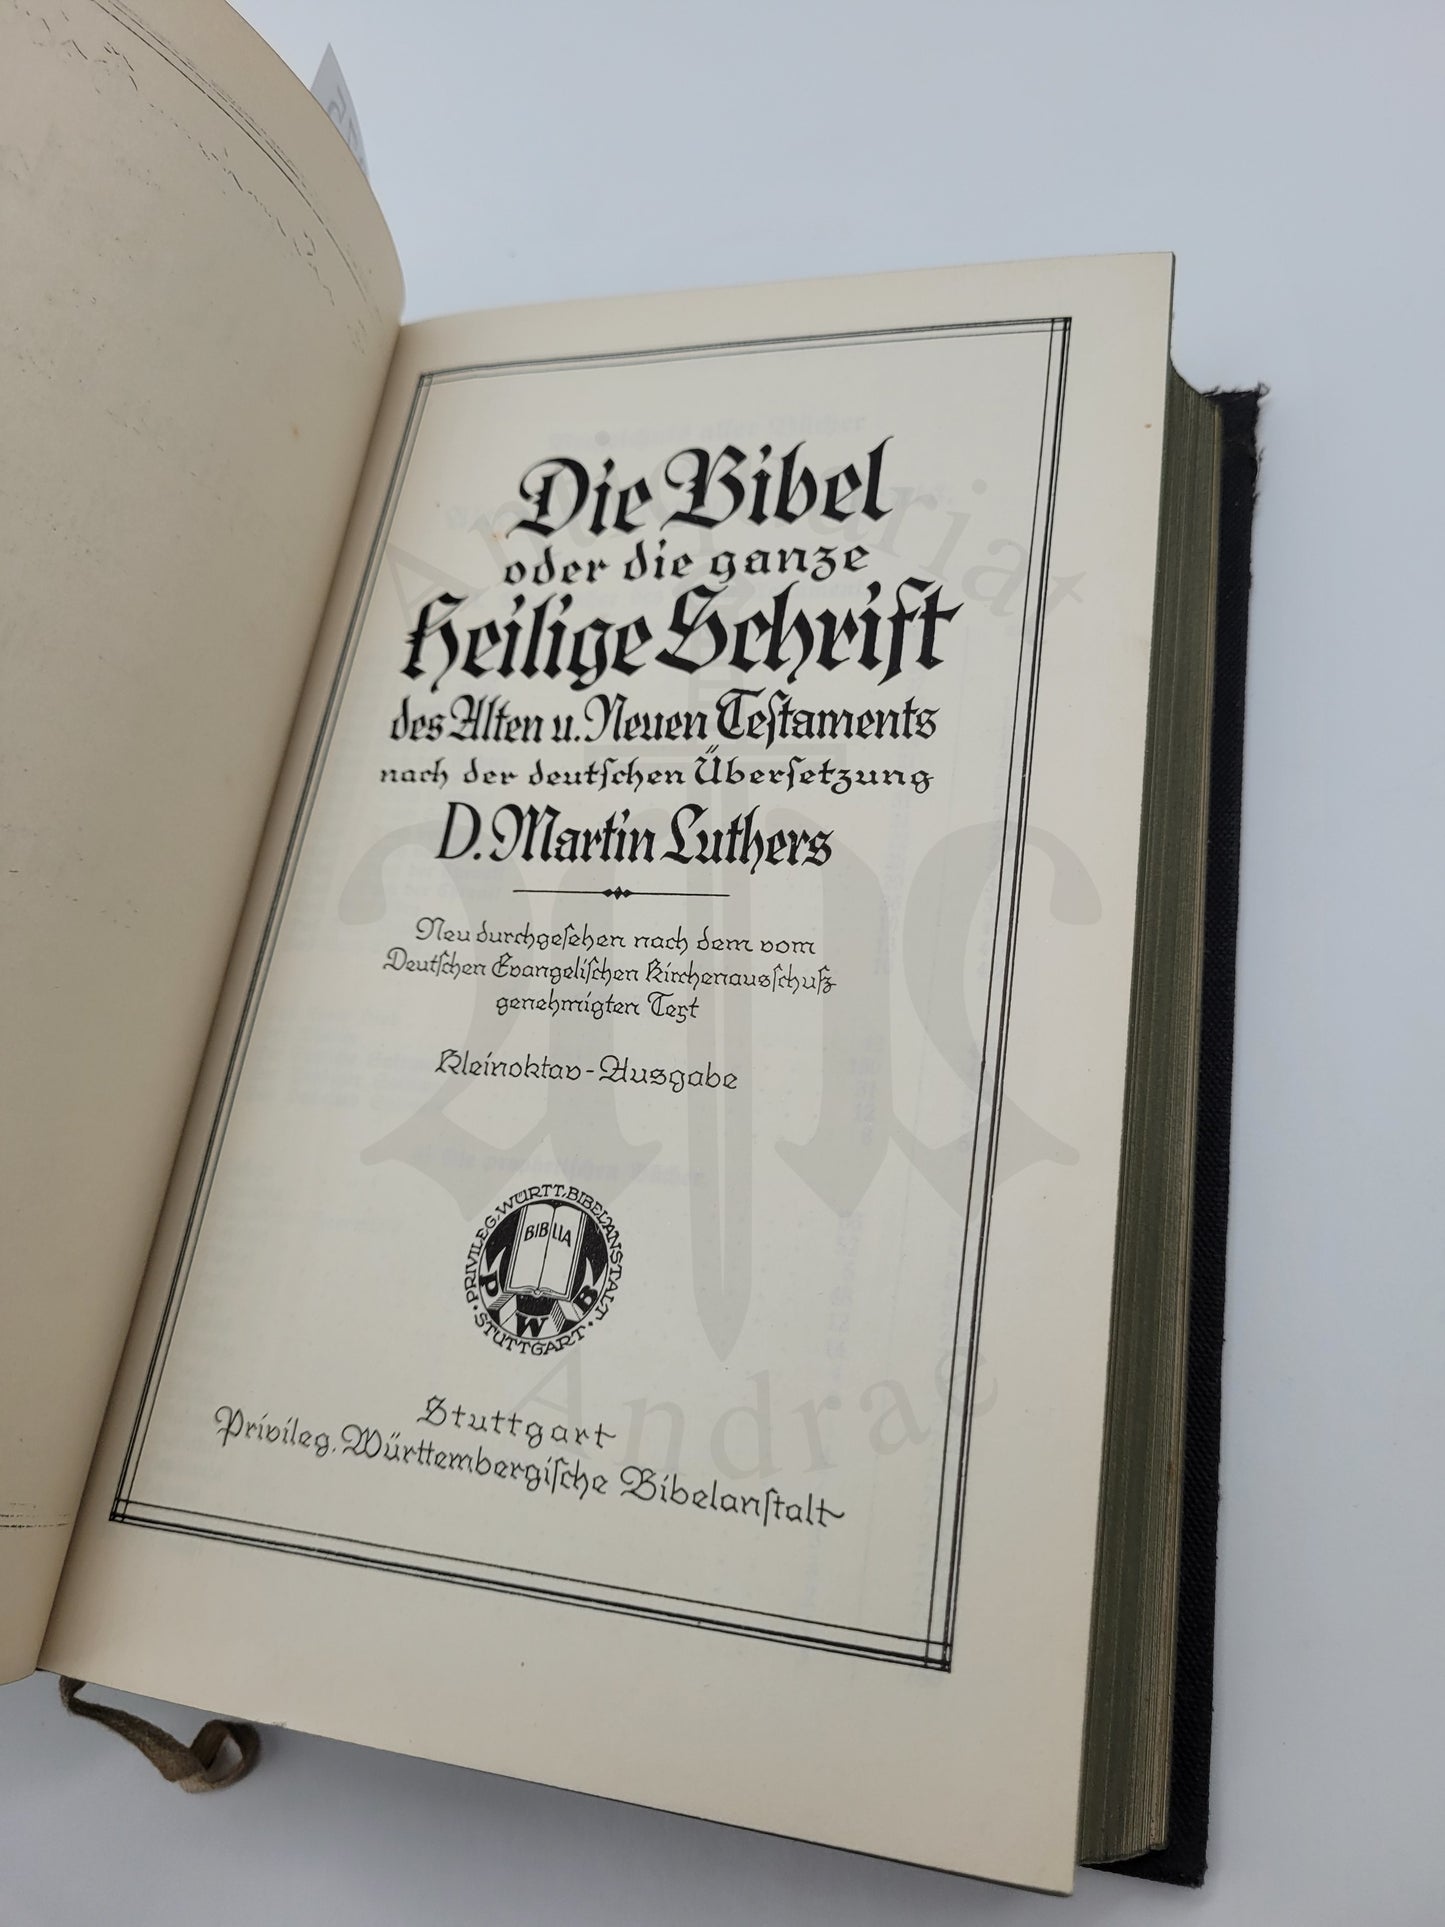 Die Bibel
oder die ganze
Heilige Schrift
des Alten u. Neuen Testaments
nach der deutſchen Überſetzung
D. Martin Luthers
Neu durchgeſehen nach dem vom
Deutſchen Evangeliſchen Kirchenausſchuß
genehmigten Text
Kleinoktav-Ausgabe
PRIVILEG. WÜRTT. BIBELANSTALT · STUTTGART ·
BIBLIA
P W B
Stuttgart
Privileg. Württembergiſche Bibelanſtalt
Antiquariat
Andrae